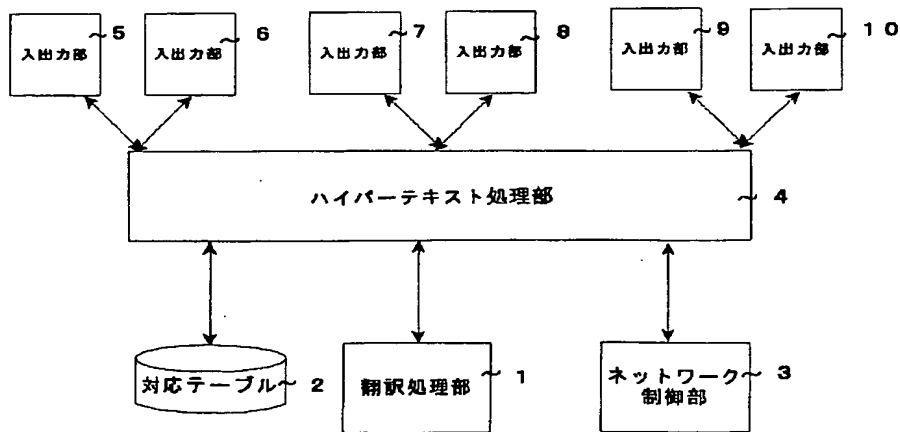 入出力部 ~ 5
入出力部 ~ 6
入出力部 ~ 7
入出力部 ~ 8
入出力部 ~ 9
入出力部 ~ 10
ハイパーテキスト処理部 ~ 4
対応テーブル ~ 2
翻訳処理部 ~ 1
ネットワーク ~ 3
制御部